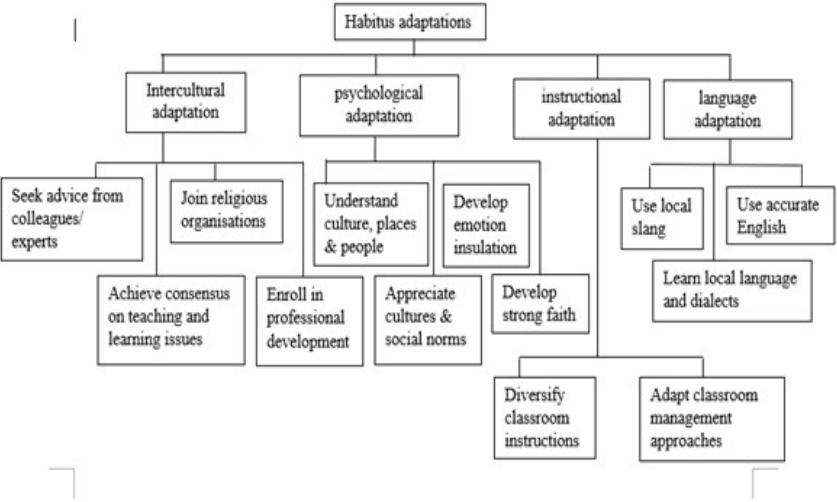 Habitus adaptations
Intercultural
adaptation
psychological
adaptation
instructional
adaptation
language
adaptation
Seek advice from
colleagues/
experts
Join religious
organisations
Understand
culture, places
& people
Develop
emotion
insulation
Use local
slang
Use accurate
English
Achieve consensus
on teaching and
learning issues
Enroll in
professional
development
Appreciate
cultures &
social norms
Develop
strong faith
Learn local language
and dialects
Diversify
classroom
instructions
Adapt classroom
management
approaches